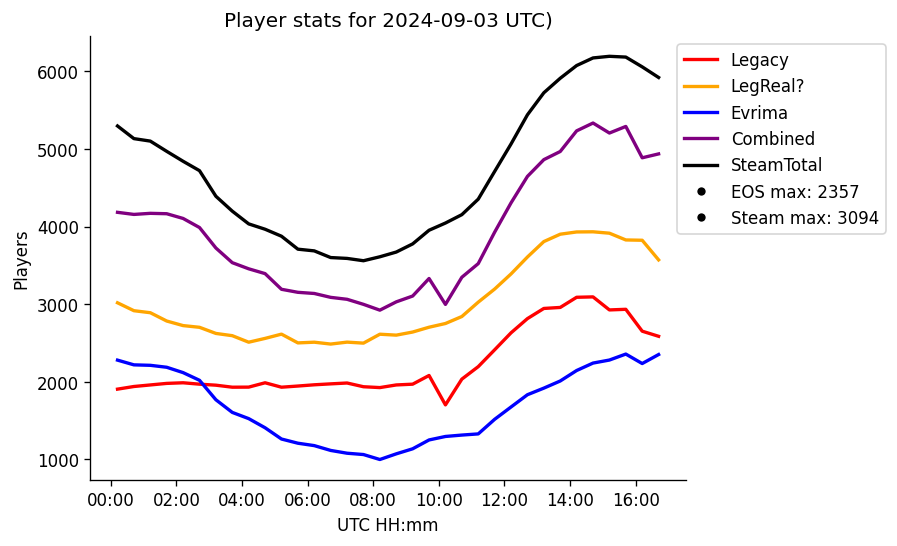 Player stats for 2024-09-03 UTC)
Players
6000
5000
4000
3000
2000
1000
00:00 02:00 04:00 06:00 08:00 10:00 12:00 14:00 16:00
UTC HH:mm
Legacy
LegReal?
Evrima
Combined
SteamTotal
EOS max: 2357
Steam max: 3094